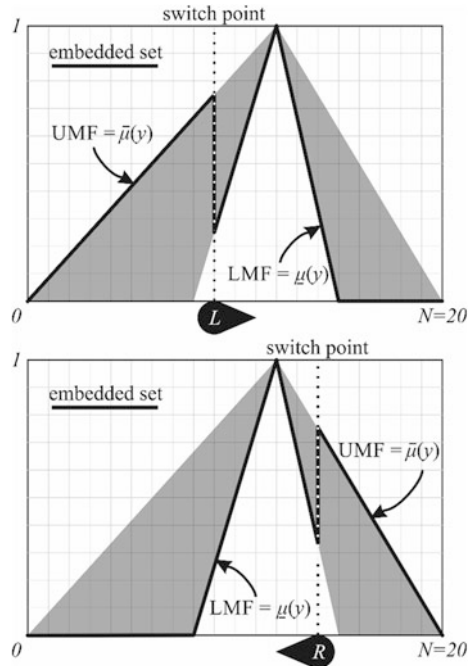 switch point
1
embedded set
UMF = μ̄(y)
LMF = μ̲(y)
0
L
N=20
switch point
1
embedded set
UMF = μ̄(y)
LMF = μ̲(y)
0
R
N=20